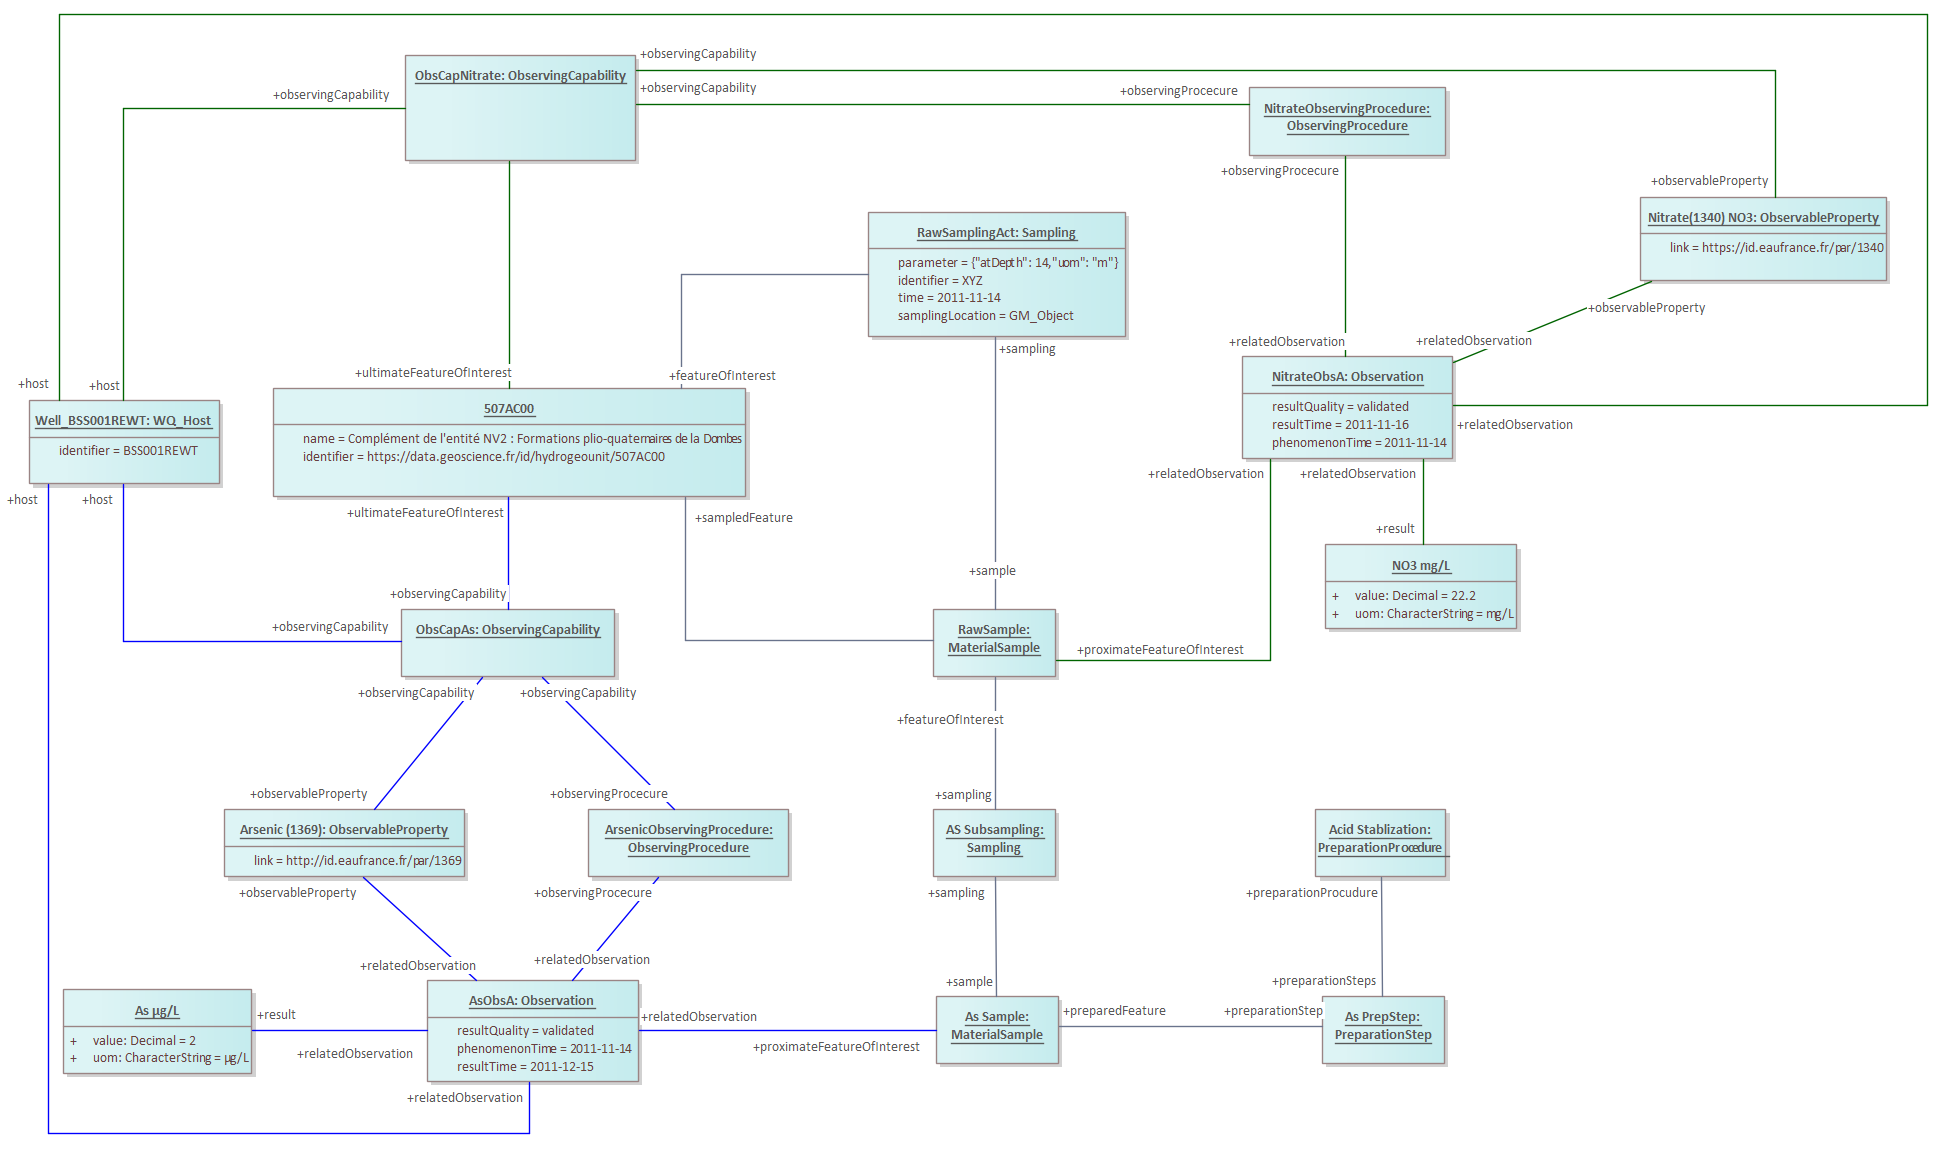 +observingCapability
ObsCapNitrate: ObservingCapability
+observingCapability
+observingCapability
+observingProcecure
NitrateObservingProcedure:
ObservingProcedure
+observingProcecure
+observableProperty
Nitrate(1340) NO3: ObservableProperty
link = https://id.eaufrance.fr/par/1340
+observableProperty
RawSamplingAct: Sampling
parameter = {"atDepth": 14,"uom": "m"}
identifier = XYZ
time = 2011-11-14
samplingLocation = GM_Object
+sampling
+relatedObservation
+relatedObservation
+ultimateFeatureOfInterest
+featureOfInterest
+host
+host
Well_BSS001REWT: WQ_Host
identifier = BSS001REWT
+host
+host
507AC00
name = Complément de l'entité NV2 : Formations plio-quaternaires de la Dombes
identifier = https://data.geoscience.fr/id/hydrogeounit/507AC00
NitrateObsA: Observation
resultQuality = validated
resultTime = 2011-11-16
phenomenonTime = 2011-11-14
+relatedObservation
+relatedObservation
+relatedObservation
+ultimateFeatureOfInterest
+sampledFeature
+result
NO3 mg/L
+ value: Decimal = 22.2
+ uom: CharacterString = mg/L
+sample
+observingCapability
+observingCapability
ObsCapAs: ObservingCapability
RawSample:
MaterialSample
+proximateFeatureOfInterest
+observingCapability
+observingCapability
+featureOfInterest
+observableProperty
+observingProcecure
+sampling
Arsenic (1369): ObservableProperty
link = http://id.eaufrance.fr/par/1369
ArsenicObservingProcedure:
ObservingProcedure
AS Subsampling:
Sampling
Acid Stablization:
PreparationProcedure
+observableProperty
+observingProcecure
+sampling
+preparationProcudure
+relatedObservation
+relatedObservation
+sample
+preparationSteps
As µg/L
+ value: Decimal = 2
+ uom: CharacterString = µg/L
+result
+relatedObservation
AsObsA: Observation
resultQuality = validated
phenomenonTime = 2011-11-14
resultTime = 2011-12-15
+relatedObservation
+proximateFeatureOfInterest
As Sample:
MaterialSample
+preparedFeature
+preparationStep
As PrepStep:
PreparationStep
+relatedObservation